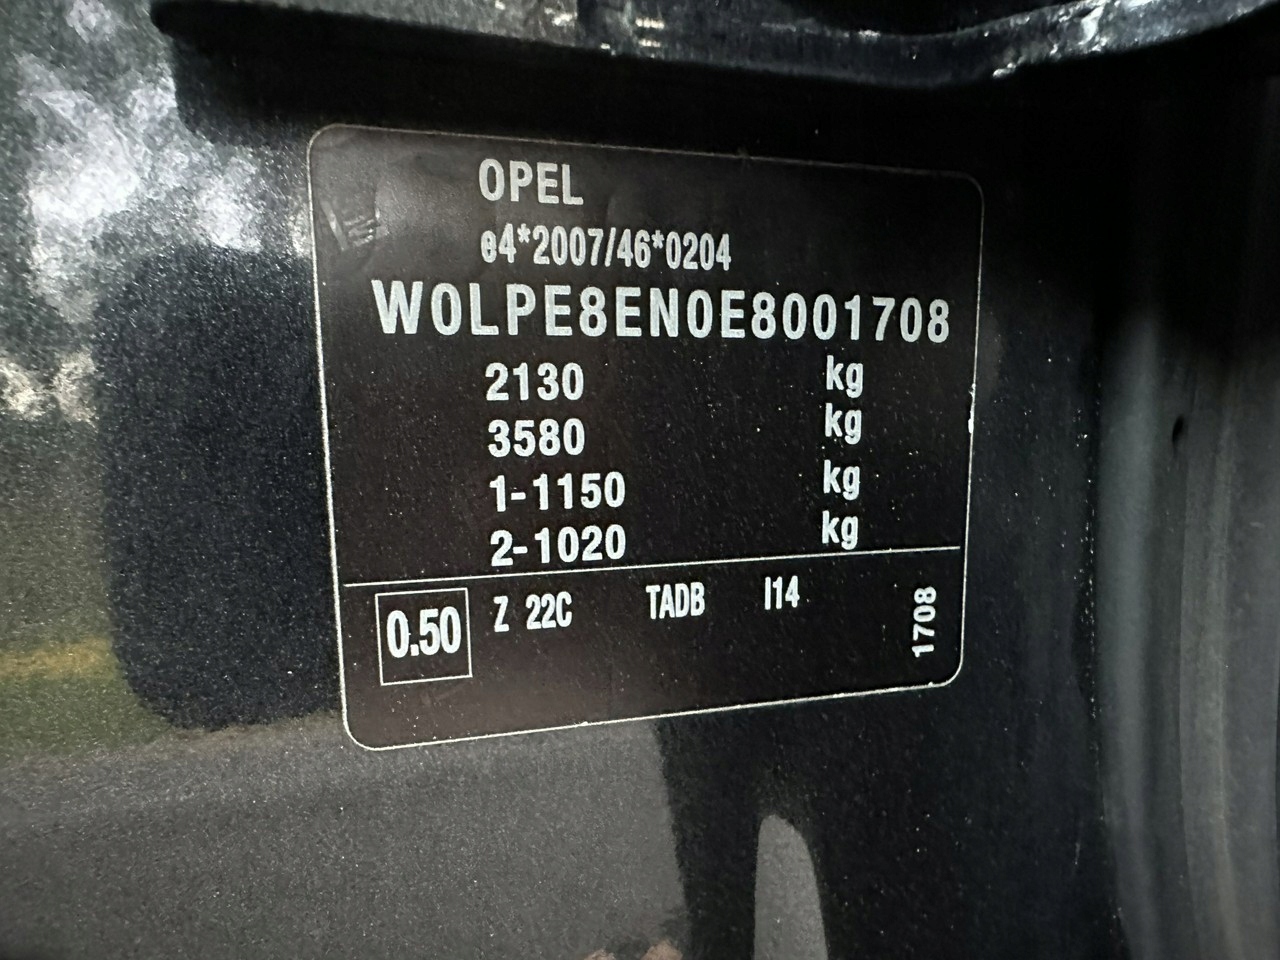 OPEL
e4*2007/46*0204
W0LPE8EN0E8001708
2130 kg
3580 kg
1-1150 kg
2-1020 kg
0.50 Z 22C TADB I14 1708